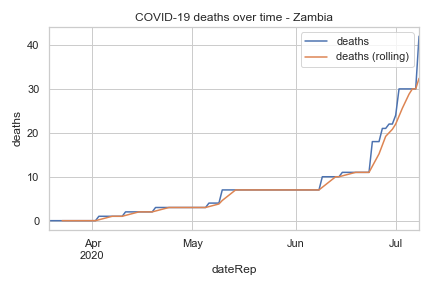 COVID-19 deaths over time - Zambia
deaths
deaths (rolling)
40
30
20
10
0
deaths
Apr
2020
May
Jun
Jul
dateRep